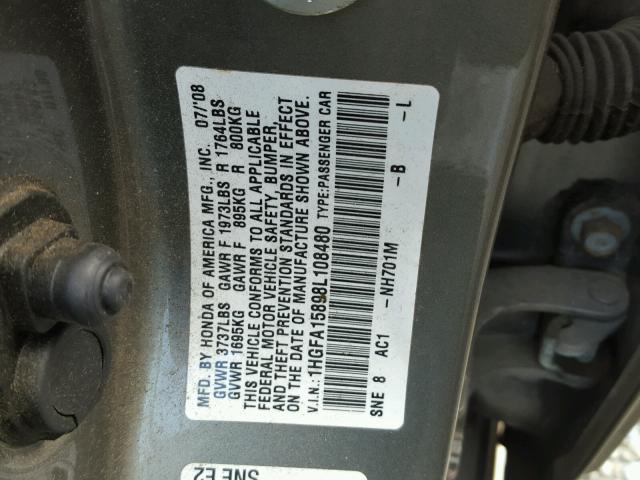 MFD. BY HONDA OF AMERICA MFG., INC. 07/'08
GVWR 3737LBS GAWR F 1973LBS R 1764LBS
GVWR 1695KG GAWR F 895KG R 800KG
THIS VEHICLE CONFORMS TO ALL APPLICABLE
FEDERAL MOTOR VEHICLE SAFETY, BUMPER,
AND THEFT PREVENTION STANDARDS IN EFFECT
ON THE DATE OF MANUFACTURE SHOWN ABOVE.
V.I.N.: 1HGFA15898L108480 TYPE:PASSENGER CAR
SNE 8 AC1 -NH701M -B -L
SNE E2